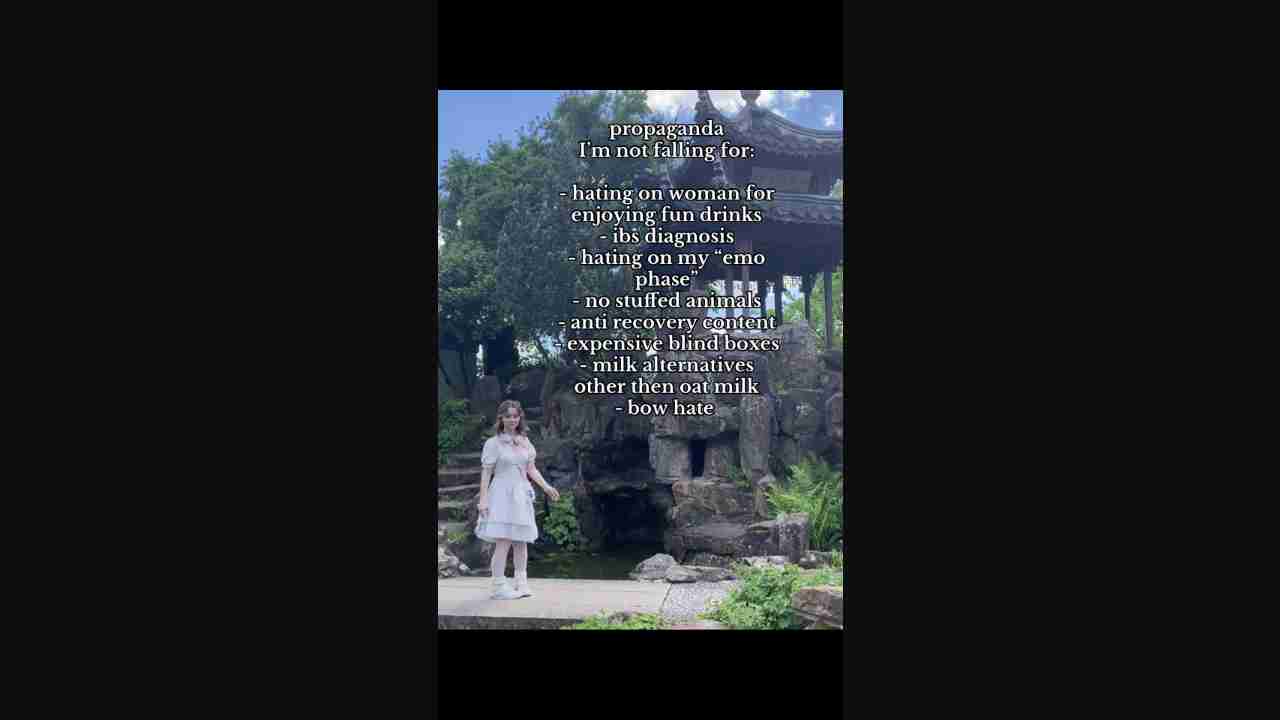 propaganda
I'm not falling for:
- hating on woman for
enjoying fun drinks
- ibs diagnosis
- hating on my “emo
phase”
- no stuffed animals
- anti recovery content
- expensive blind boxes
- milk alternatives
other then oat milk
- bow hate